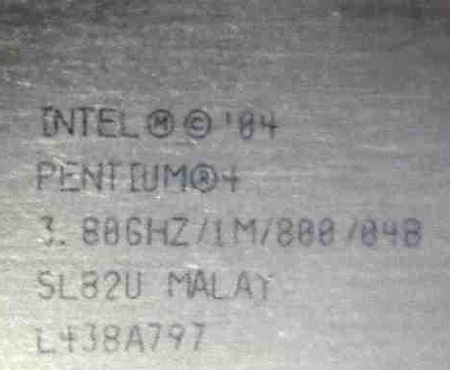 INTEL Ⓜ © '04
PENTIUM®4
3.80GHZ/1M/800/04B
SL82U MALAY
L438A797